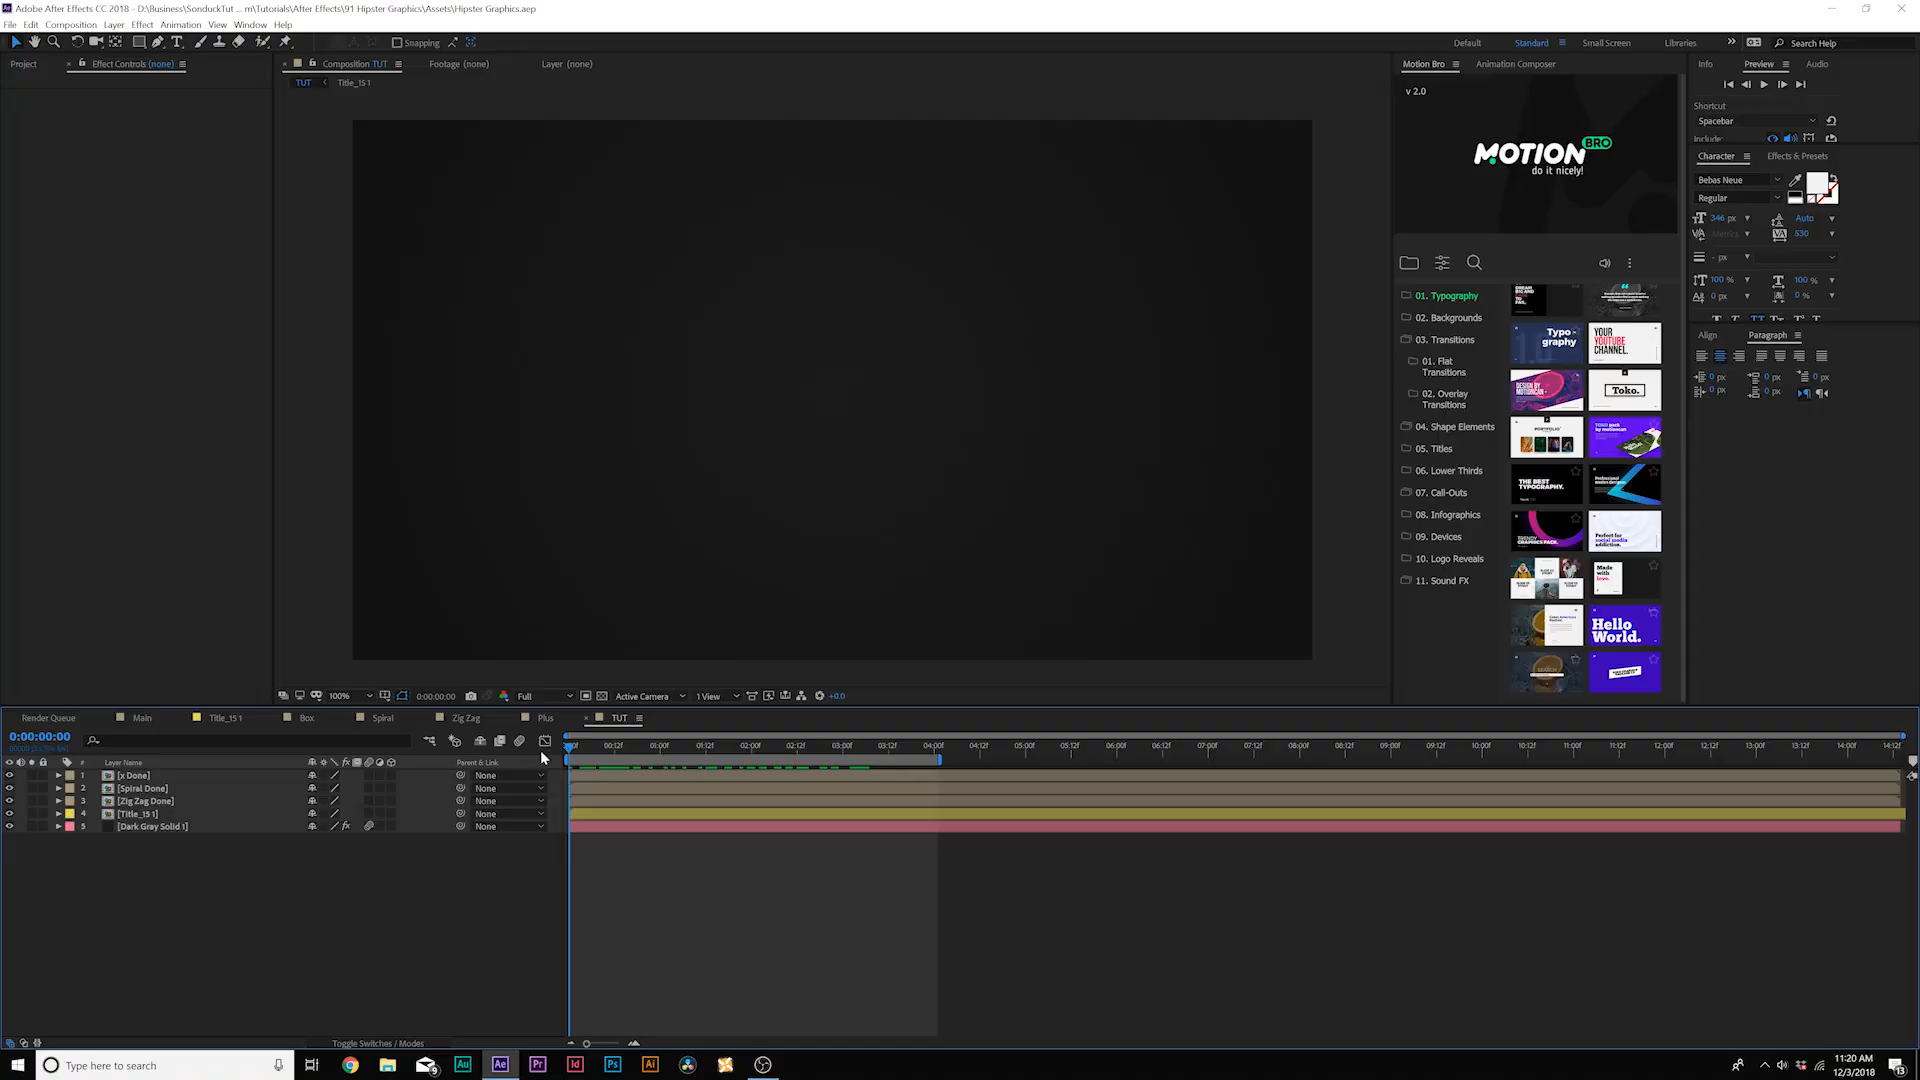 Adobe After Effects CC 2018 - D:\Business\SonduckTut ... m\Tutorials\After Effects\91 Hipster Graphics\Assets\Hipster Graphics.aep
File Edit Composition Layer Effect Animation View Window Help
Snapping
Default Standard Small Screen Libraries Search Help
Project Effect Controls (none) Composition TUT Footage (none) Layer (none) Motion Bro Animation Composer Info Preview Audio
TUT Title_151
v 2.0
MOTION BRO
do it nicely!
Shortcut
Spacebar
Include:
Character Effects & Presets
Bebas Neue
Regular
346 px Auto
Metrics 530
- px
100 % 100 %
0 px 0 %
Align Paragraph
0 px 0 px 0 px
0 px 0 px
01. Typography
02. Backgrounds
03. Transitions
01. Flat
Transitions
02. Overlay
Transitions
04. Shape Elements
05. Titles
06. Lower Thirds
07. Call-Outs
08. Infographics
09. Devices
10. Logo Reveals
11. Sound FX
DREAM
BIG AND
Typo -
graphy
YOUR
YOUTUBE
CHANNEL.
DESIGN BY
MOTIONCAN
Toko.
PORTFOLIO
TOKO pack
by motioncan
THE BEST
TYPOGRAPHY.
TRENDY
GRAPHICS PACK.
Perfect for
social media
addiction.
Made
with
love.
Hello
World.
100% 0:00:00:00 Full Active Camera 1 View +0.0
Render Queue Main Title_151 Box Spiral Zig Zag Plus TUT
0:00:00:00
00:12f 01:00f 01:12f 02:00f 02:12f 03:00f 03:12f 04:00f 04:12f 05:00f 05:12f 06:00f 06:12f 07:00f 07:12f 08:00f 08:12f 09:00f 09:12f 10:00f 10:12f 11:00f 11:12f 12:00f 12:12f 13:00f 13:12f 14:00f 14:12f
# Layer Name Parent & Link
1 [x Done] None
2 [Spiral Done] None
3 [Zig Zag Done] None
4 [Title_151] None
5 [Dark Gray Solid 1] None
Toggle Switches / Modes
Type here to search
11:20 AM
12/3/2018